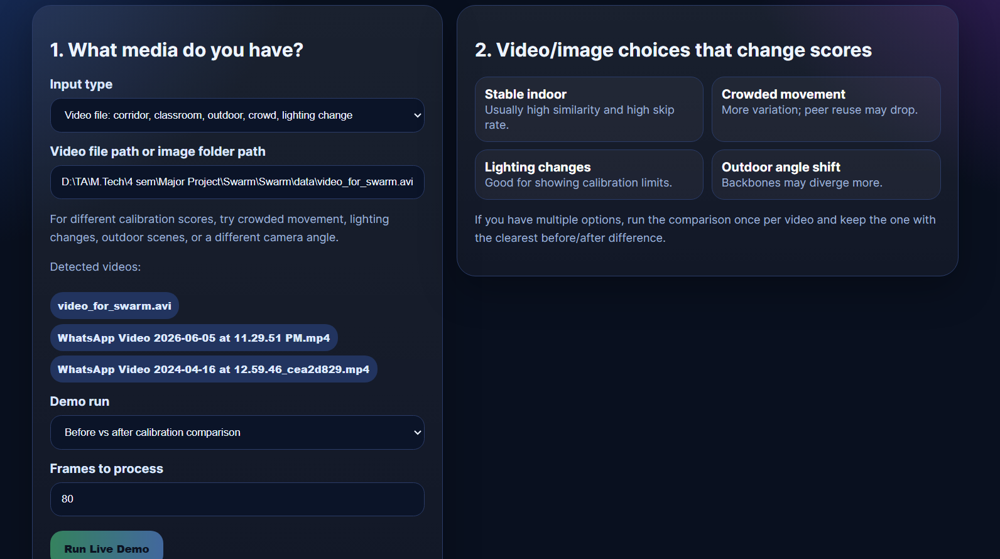 1. What media do you have?
Input type
Video file: corridor, classroom, outdoor, crowd, lighting change
Video file path or image folder path
D:\TA\M.Tech\4 sem\Major Project\Swarm\Swarm\data\video_for_swarm.avi
For different calibration scores, try crowded movement, lighting
changes, outdoor scenes, or a different camera angle.
Detected videos:
video_for_swarm.avi
WhatsApp Video 2026-06-05 at 11.29.51 PM.mp4
WhatsApp Video 2024-04-16 at 12.59.46_cea2d829.mp4
Demo run
Before vs after calibration comparison
Frames to process
80
Run Live Demo
2. Video/image choices that change scores
Stable indoor
Usually high similarity and high skip
rate.
Crowded movement
More variation; peer reuse may drop.
Lighting changes
Good for showing calibration limits.
Outdoor angle shift
Backbones may diverge more.
If you have multiple options, run the comparison once per video and keep the one with
the clearest before/after difference.